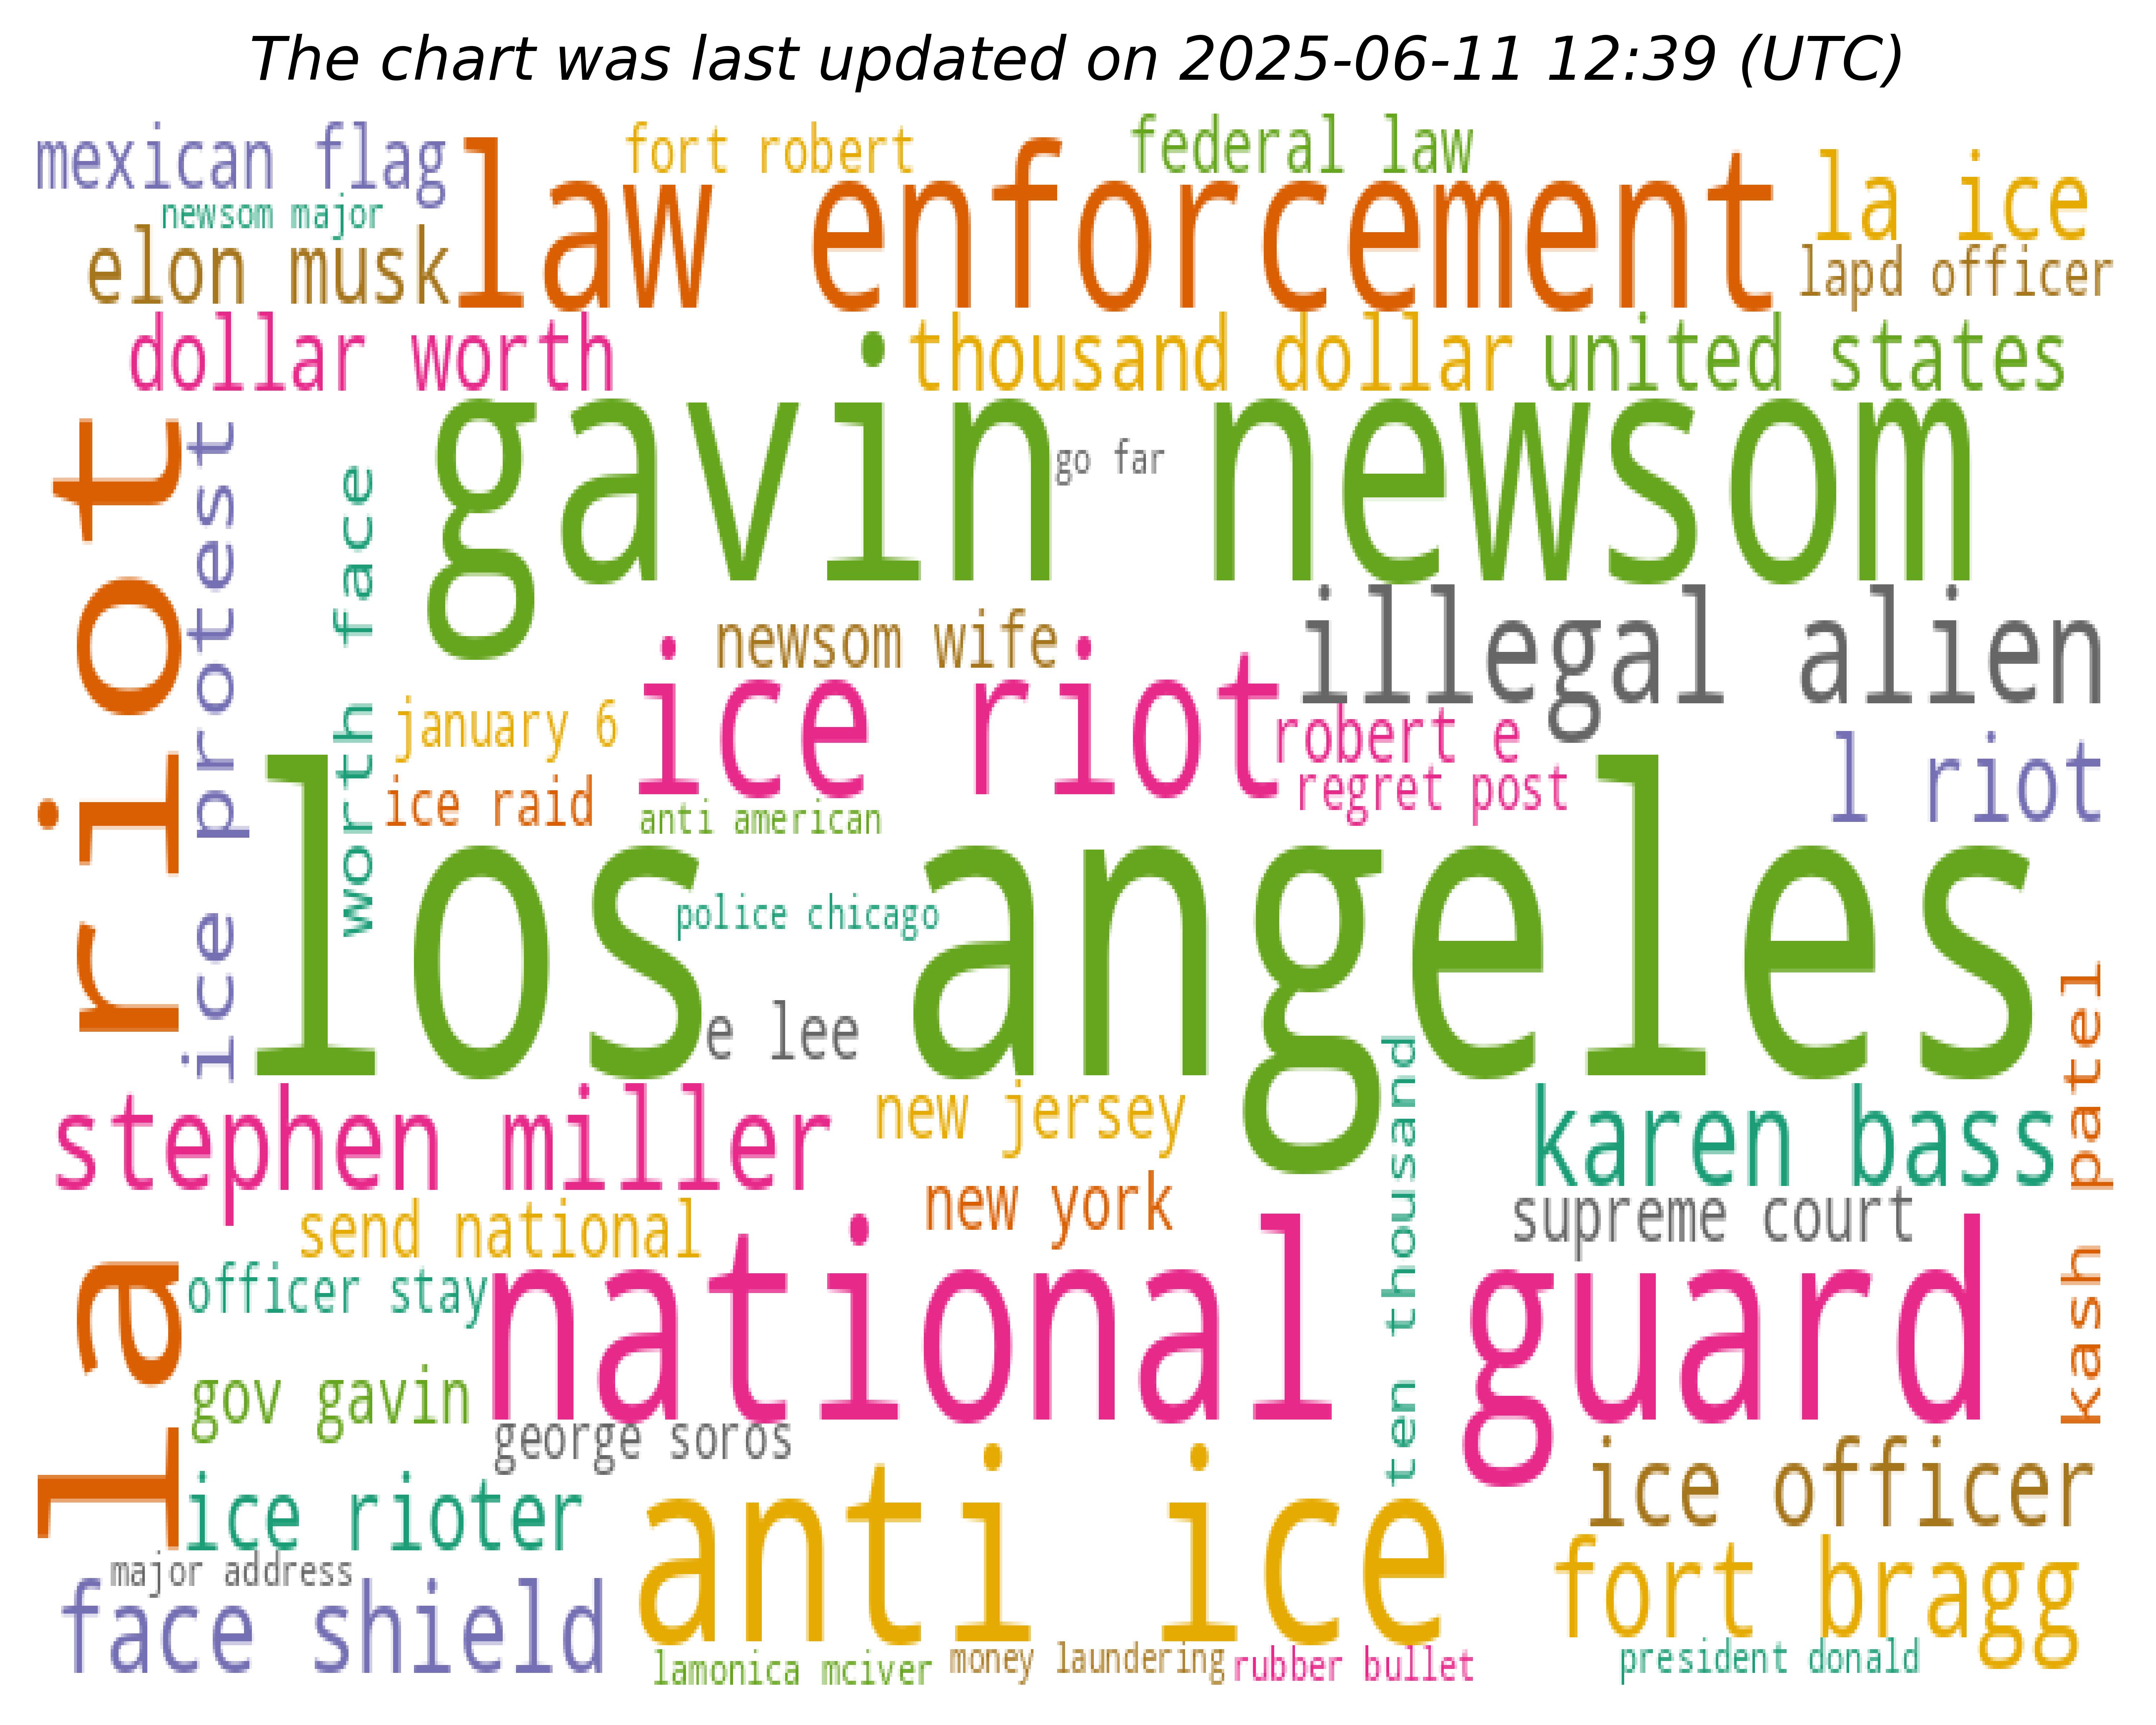 The chart was last updated on 2025-06-11 12:39 (UTC)
mexican flag
fort robert
federal law
law enforcement
la ice
newsom major
elon musk
lapd officer
dollar worth
thousand dollar
united states
gavin newsom
go far
la riot
ice protest
worth face
newsom wife
illegal alien
ice riot
january 6
robert e
regret post
l riot
ice raid
anti american
los angeles
police chicago
e lee
kash patel
stephen miller
new jersey
ten thousand
karen bass
new york
supreme court
send national
national guard
officer stay
gov gavin
george soros
anti ice
ice officer
ice rioter
major address
face shield
fort bragg
lamonica mciver
money laundering
rubber bullet
president donald